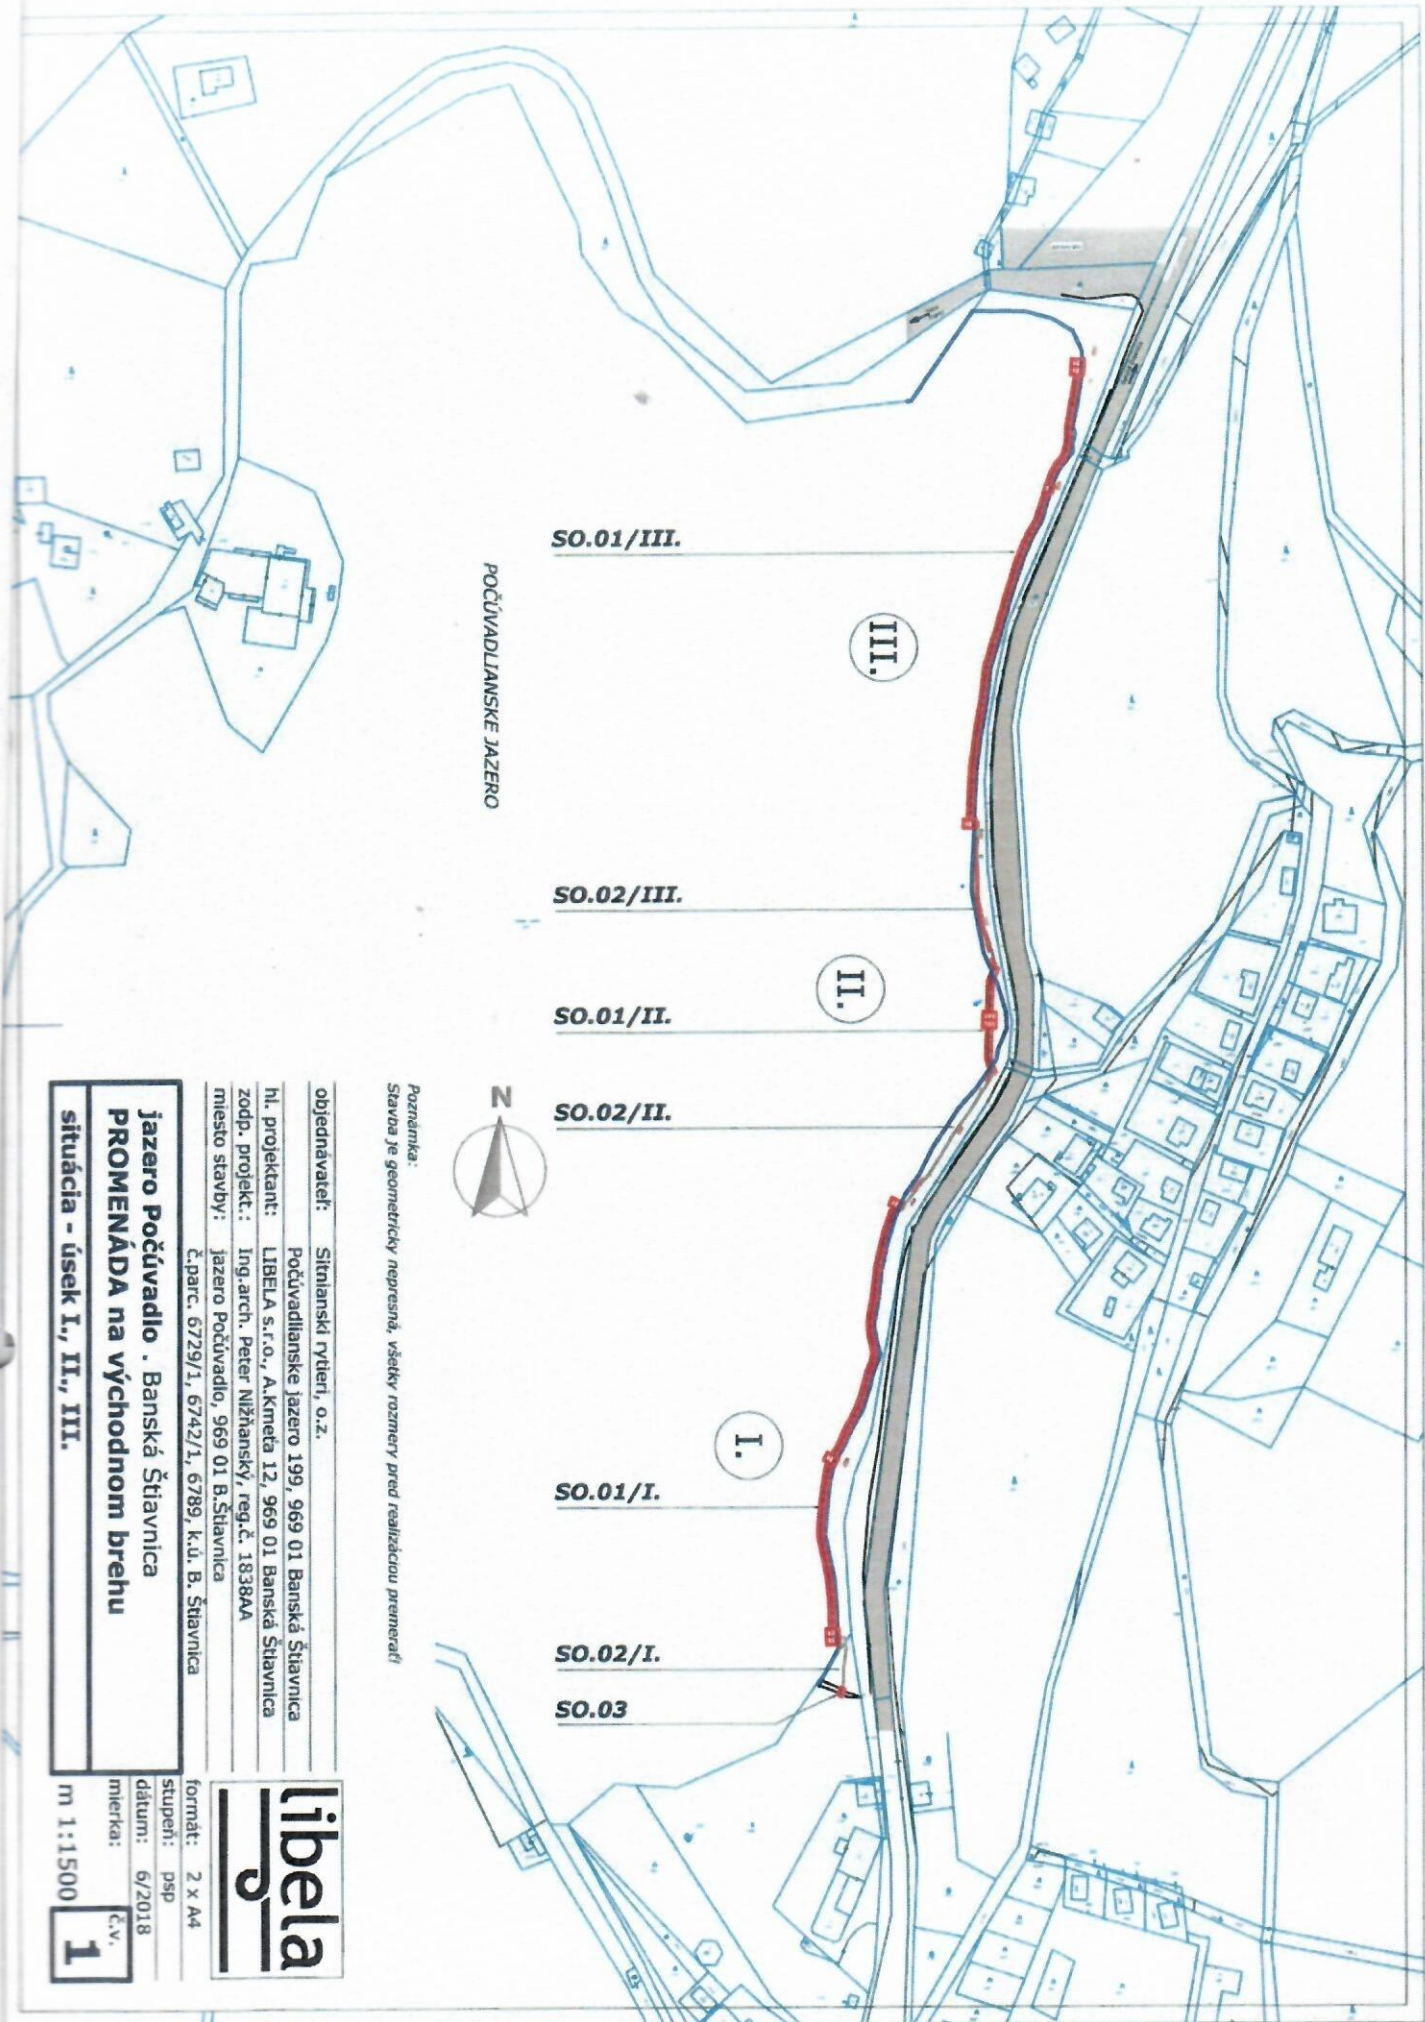 SO.01/III.
III.
POČÚVADLIANSKE JAZERO
SO.02/III.
II.
SO.01/II.
SO.02/II.
N
I.
SO.01/I.
SO.02/I.
SO.03
Poznámka:
Stavba je geometricky nepresná, všetky rozmery pred realizáciou premerať!
objednávateľ: Sitnianski rytieri, o.z.
Počúvadlianske jazero 199, 969 01 Banská Štiavnica
hl. projektant: LIBELA s.r.o., A.Kmeťa 12, 969 01 Banská Štiavnica
zodp. projekt.: Ing.arch. Peter Nižňanský, reg.č. 1838AA
miesto stavby: jazero Počúvadlo, 969 01 B.Štiavnica
č.parc. 6729/1, 6742/1, 6789, k.ú. B. Štiavnica
jazero Počúvadlo . Banská Štiavnica
PROMENÁDA na východnom brehu
situácia - úsek I., II., III.
libela
formát: 2 x A4
stupeň: psp
dátum: 6/2018
mierka: č.v.
m 1:1500 1